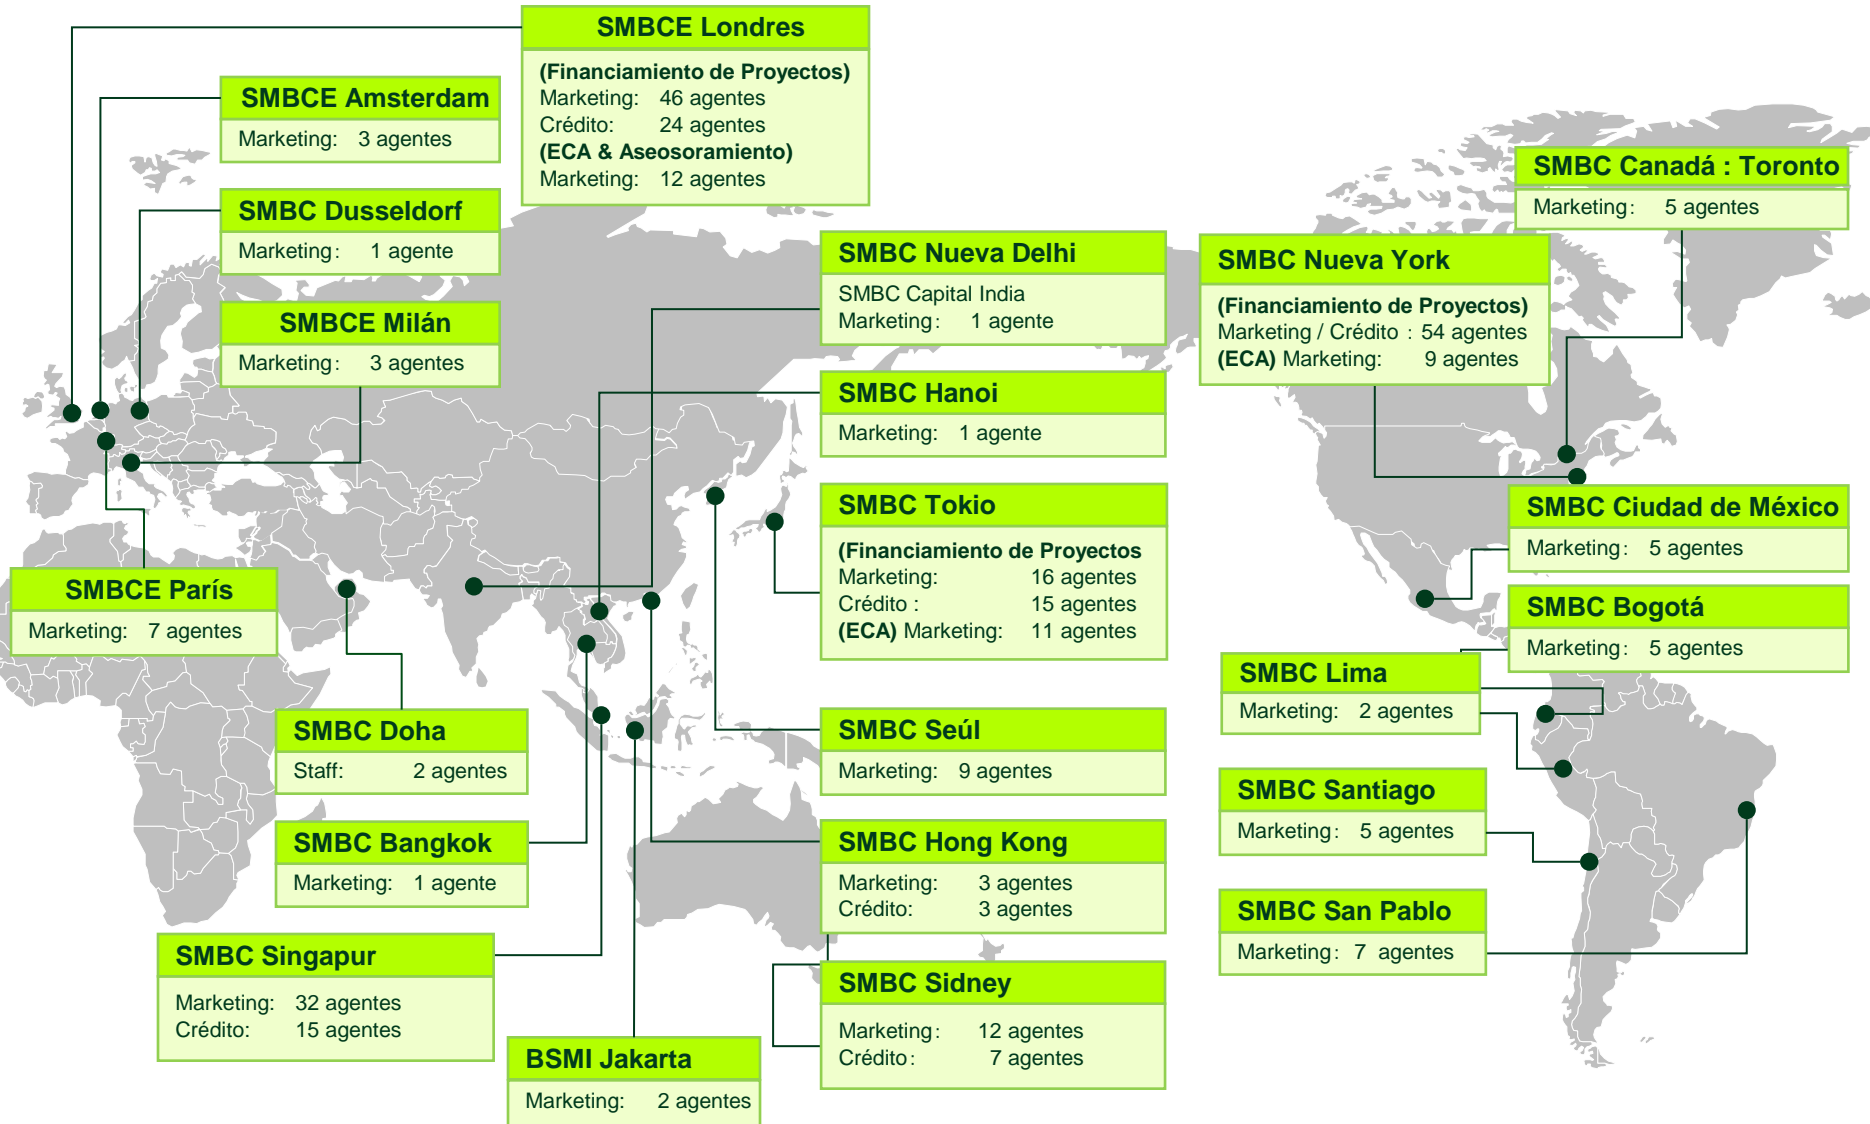 SMBCE Londres
(Financiamiento de Proyectos)
Marketing: 46 agentes
Crédito: 24 agentes
(ECA & Aseosoramiento)
Marketing: 12 agentes
SMBCE Amsterdam
Marketing: 3 agentes
SMBC Dusseldorf
Marketing: 1 agente
SMBCE Milán
Marketing: 3 agentes
SMBCE París
Marketing: 7 agentes
SMBC Doha
Staff: 2 agentes
SMBC Bangkok
Marketing: 1 agente
SMBC Singapur
Marketing: 32 agentes
Crédito: 15 agentes
BSMI Jakarta
Marketing: 2 agentes
SMBC Nueva Delhi
SMBC Capital India
Marketing: 1 agente
SMBC Hanoi
Marketing: 1 agente
SMBC Tokio
(Financiamiento de Proyectos
Marketing: 16 agentes
Crédito : 15 agentes
(ECA) Marketing: 11 agentes
SMBC Seúl
Marketing: 9 agentes
SMBC Hong Kong
Marketing: 3 agentes
Crédito: 3 agentes
SMBC Sidney
Marketing: 12 agentes
Crédito: 7 agentes
SMBC Canadá : Toronto
Marketing: 5 agentes
SMBC Nueva York
(Financiamiento de Proyectos)
Marketing / Crédito : 54 agentes
(ECA) Marketing: 9 agentes
SMBC Ciudad de México
Marketing: 5 agentes
SMBC Bogotá
Marketing: 5 agentes
SMBC Lima
Marketing: 2 agentes
SMBC Santiago
Marketing: 5 agentes
SMBC San Pablo
Marketing: 7 agentes